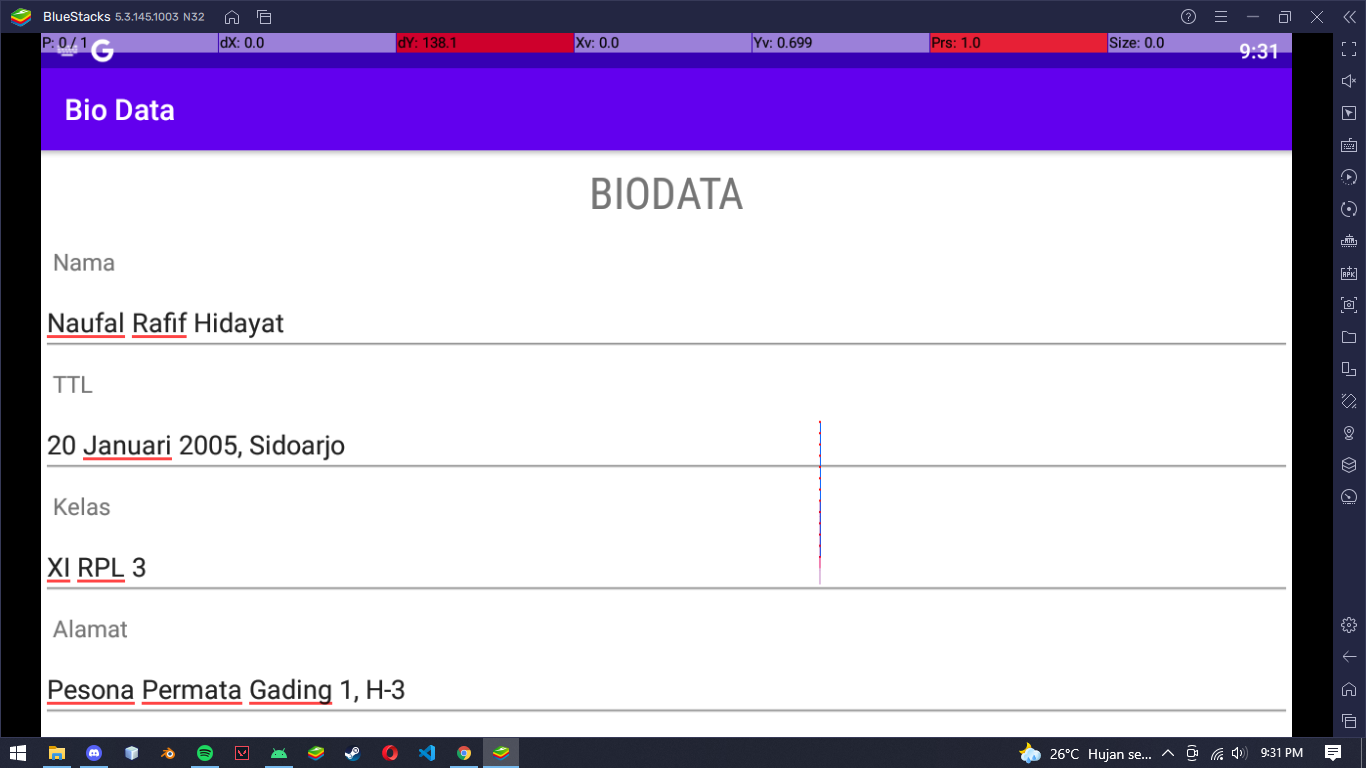 BlueStacks 5.3.145.1003 N32
P: 0 / 1 dX: 0.0 dY: 138.1 Xv: 0.0 Yv: 0.699 Prs: 1.0 Size: 0.0
G 9:31
Bio Data
BIODATA
Nama
Naufal Rafif Hidayat
TTL
20 Januari 2005, Sidoarjo
Kelas
XI RPL 3
Alamat
Pesona Permata Gading 1, H-3
26°C Hujan se... 9:31 PM